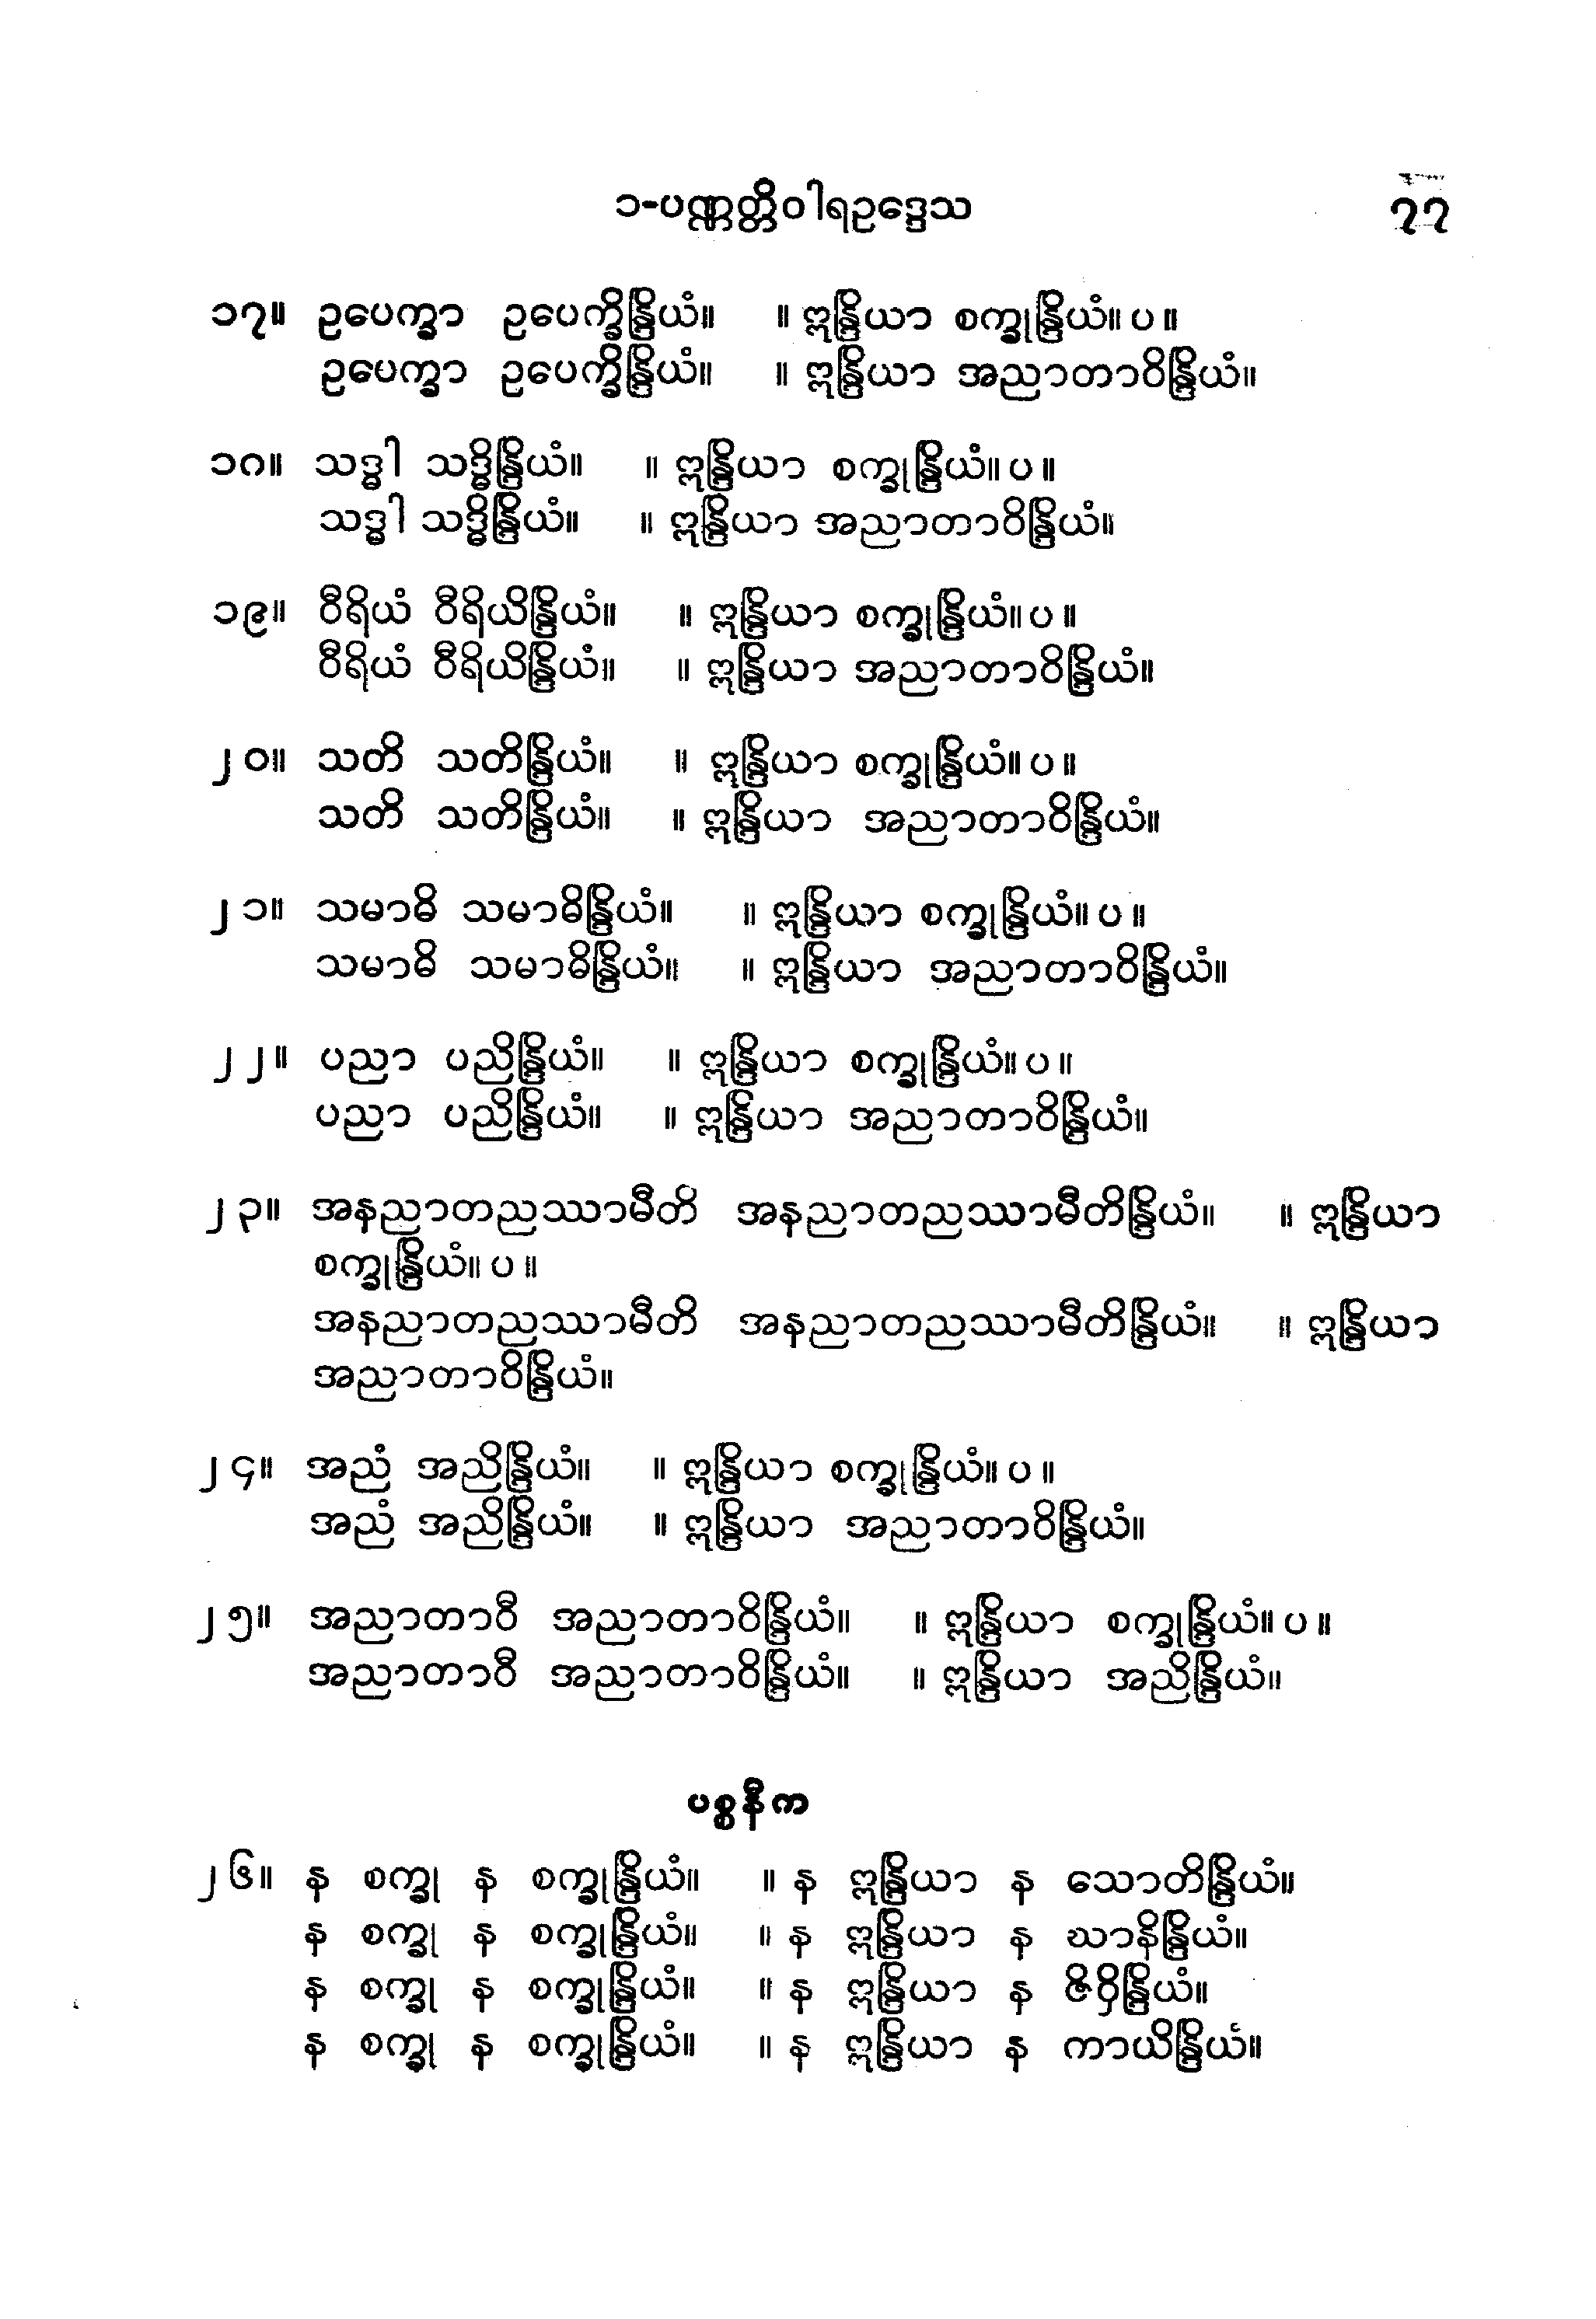 ၁-ပဏ္ဏတ္တိဝါရဥဒ္ဒေသ ၇၇
၁၇။ ဥပေက္ခာ ဥပေက္ခိန္ဒြိယံ။ ။ ဣန္ဒြိယာ စက္ခုန္ဒြိယံ။ ပ ။
ဥပေက္ခာ ဥပေက္ခိန္ဒြိယံ။ ။ ဣန္ဒြိယာ အညာတာဝိန္ဒြိယံ။
၁၈။ သဒ္ဓါ သဒ္ဓိန္ဒြိယံ။ ။ ဣန္ဒြိယာ စက္ခုန္ဒြိယံ။ ပ ။
သဒ္ဓါ သဒ္ဓိန္ဒြိယံ။ ။ ဣန္ဒြိယာ အညာတာဝိန္ဒြိယံ။
၁၉။ ဝီရိယံ ဝီရိယိန္ဒြိယံ။ ။ ဣန္ဒြိယာ စက္ခုန္ဒြိယံ။ ပ ။
ဝီရိယံ ဝီရိယိန္ဒြိယံ။ ။ ဣန္ဒြိယာ အညာတာဝိန္ဒြိယံ။
၂၀။ သတိ သတိန္ဒြိယံ။ ။ ဣန္ဒြိယာ စက္ခုန္ဒြိယံ။ ပ ။
သတိ သတိန္ဒြိယံ။ ။ ဣန္ဒြိယာ အညာတာဝိန္ဒြိယံ။
၂၁။ သမာဓိ သမာဓိန္ဒြိယံ။ ။ ဣန္ဒြိယာ စက္ခုန္ဒြိယံ။ ပ ။
သမာဓိ သမာဓိန္ဒြိယံ။ ။ ဣန္ဒြိယာ အညာတာဝိန္ဒြိယံ။
၂၂။ ပညာ ပညိန္ဒြိယံ။ ။ ဣန္ဒြိယာ စက္ခုန္ဒြိယံ။ ပ ။
ပညာ ပညိန္ဒြိယံ။ ။ ဣန္ဒြိယာ အညာတာဝိန္ဒြိယံ။
၂၃။ အနညာတညဿာမီတိ အနညာတညဿာမီတိန္ဒြိယံ။ ။ ဣန္ဒြိယာ
စက္ခုန္ဒြိယံ။ ပ ။
အနညာတညဿာမီတိ အနညာတညဿာမီတိန္ဒြိယံ။ ။ ဣန္ဒြိယာ
အညာတာဝိန္ဒြိယံ။
၂၄။ အညံ အညိန္ဒြိယံ။ ။ ဣန္ဒြိယာ စက္ခုန္ဒြိယံ။ ပ ။
အညံ အညိန္ဒြိယံ။ ။ ဣန္ဒြိယာ အညာတာဝိန္ဒြိယံ။
၂၅။ အညာတာဝီ အညာတာဝိန္ဒြိယံ။ ။ ဣန္ဒြိယာ စက္ခုန္ဒြိယံ။ ပ ။
အညာတာဝီ အညာတာဝိန္ဒြိယံ။ ။ ဣန္ဒြိယာ အညိန္ဒြိယံ။
ပစ္စနီက
၂၆။ န စက္ခု န စက္ခုန္ဒြိယံ။ ။ န ဣန္ဒြိယာ န သောတိန္ဒြိယံ။
န စက္ခု န စက္ခုန္ဒြိယံ။ ။ န ဣန္ဒြိယာ န ဃာနိန္ဒြိယံ။
န စက္ခု န စက္ခုန္ဒြိယံ။ ။ န ဣန္ဒြိယာ န ဇိဝှိန္ဒြိယံ။
န စက္ခု န စက္ခုန္ဒြိယံ။ ။ န ဣန္ဒြိယာ န ကာယိန္ဒြိယံ။